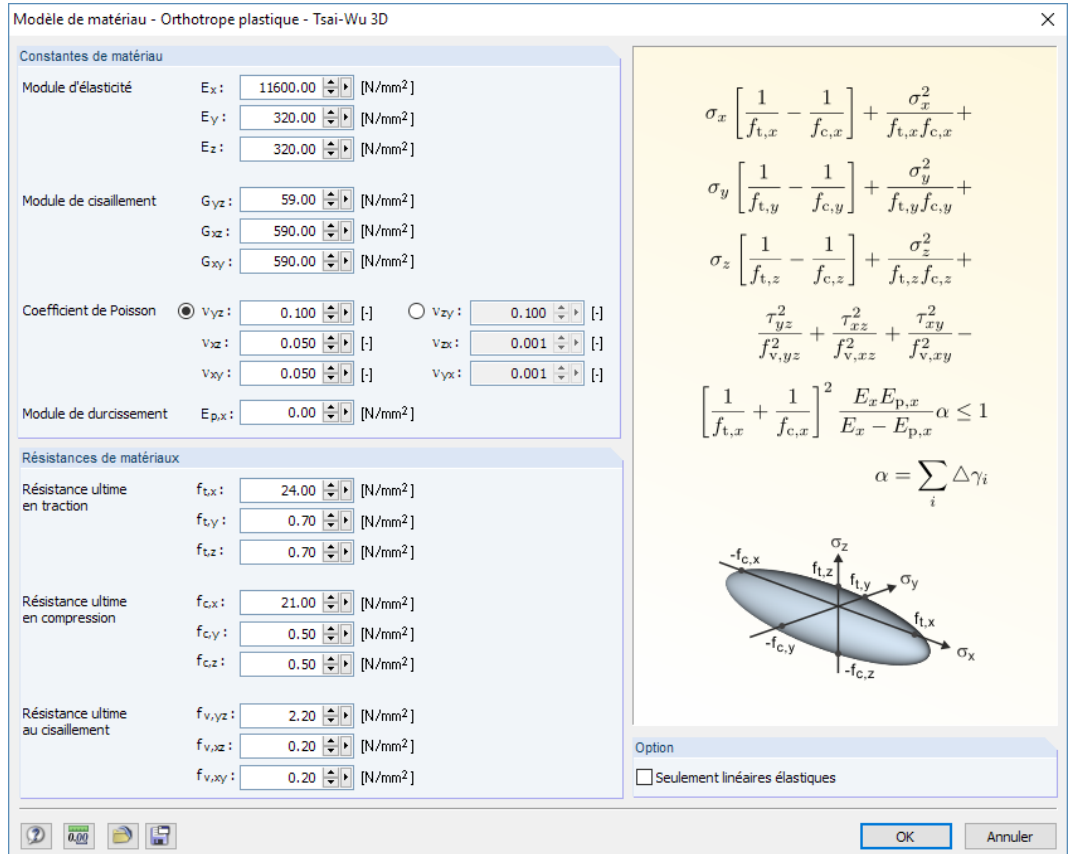 Modèle de matériau - Orthotrope plastique - Tsai-Wu 3D
Constantes de matériau
Module d'élasticité Ex : 11600.00 [N/mm²]
Ey : 320.00 [N/mm²]
Ez : 320.00 [N/mm²]
Module de cisaillement Gyz : 59.00 [N/mm²]
Gxz : 590.00 [N/mm²]
Gxy : 590.00 [N/mm²]
Coefficient de Poisson νyz : 0.100 [-] νzy : 0.100 [-]
νxz : 0.050 [-] νzx : 0.001 [-]
νxy : 0.050 [-] νyx : 0.001 [-]
Module de durcissement Ep,x : 0.00 [N/mm²]
Résistances de matériaux
Résistance ultime
en traction
ft,x : 24.00 [N/mm²]
ft,y : 0.70 [N/mm²]
ft,z : 0.70 [N/mm²]
Résistance ultime
en compression
fc,x : 21.00 [N/mm²]
fc,y : 0.50 [N/mm²]
fc,z : 0.50 [N/mm²]
Résistance ultime
au cisaillement
fv,yz : 2.20 [N/mm²]
fv,xz : 0.20 [N/mm²]
fv,xy : 0.20 [N/mm²]
σx [1/ft,x − 1/fc,x] + σx²/(ft,x fc,x) +
σy [1/ft,y − 1/fc,y] + σy²/(ft,y fc,y) +
σz [1/ft,z − 1/fc,z] + σz²/(ft,z fc,z) +
τyz²/fv,yz² + τxz²/fv,xz² + τxy²/fv,xy² −
[1/ft,x + 1/fc,x]² ExEp,x/(Ex − Ep,x) α ≤ 1
α = ∑i △γi
σz
-fc,x
ft,z
ft,y
σy
ft,x
σx
-fc,y
-fc,z
Option
Seulement linéaires élastiques
0.00
OK
Annuler